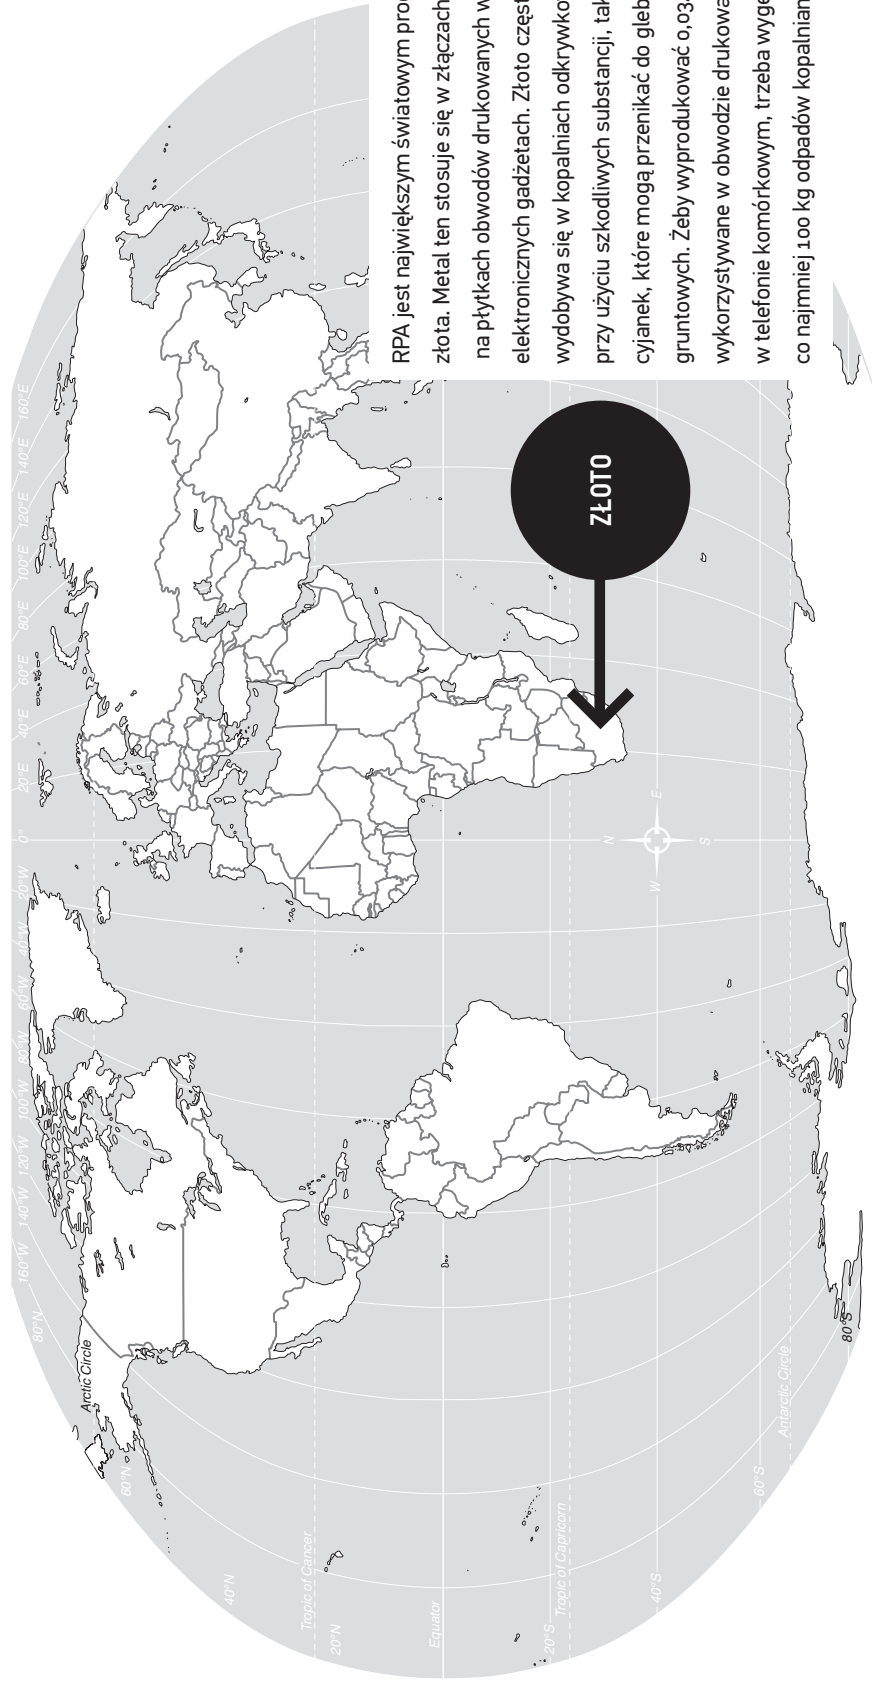 160°W 140°W 120°W 100°W 80°W 60°W 40°W 20°W 0° 20°E 40°E 60°E 80°E 100°E 120°E 140°E 160°E
80°N
Arctic Circle
60°N
40°N
Tropic of Cancer
20°N
Equator
20°S
Tropic of Capricorn
40°S
60°S
Antarctic Circle
80°S
N
W E
S
ZŁOTO
RPA jest największym światowym pro
złota. Metal ten stosuje się w złączach
na płytkach obwodów drukowanych w
elektronicznych gadżetach. Złoto częst
wydobywa się w kopalniach odkrywko
przy użyciu szkodliwych substancji, tak
cyjanek, które mogą przenikać do gleb
gruntowych. Żeby wyprodukować 0,03
wykorzystywane w obwodzie drukowa
w telefonie komórkowym, trzeba wyge
co najmniej 100 kg odpadów kopalnian